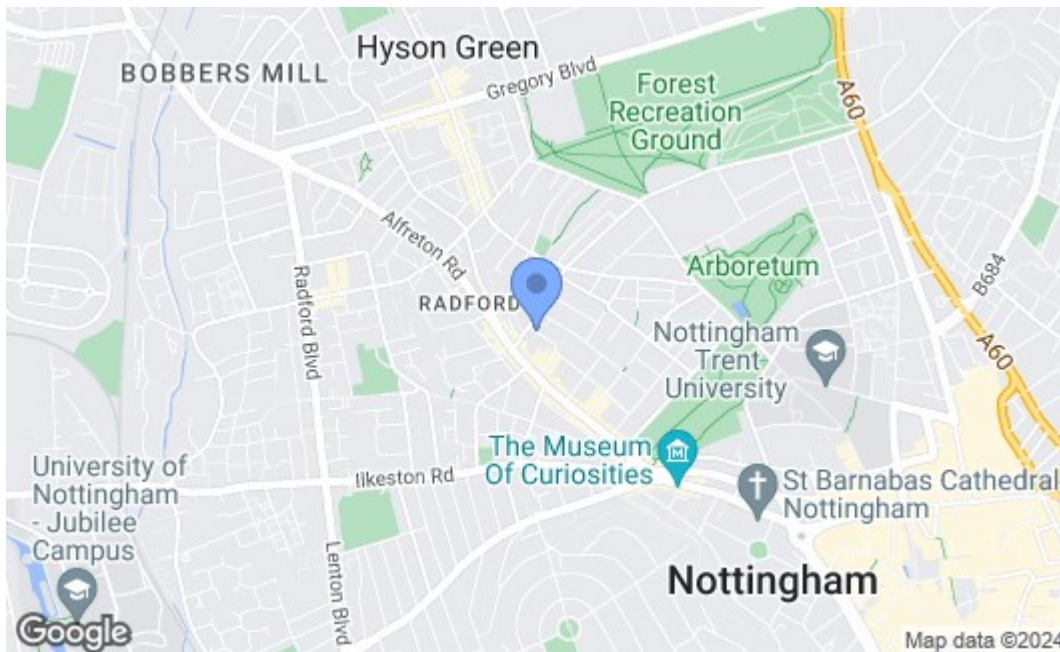 Hyson Green
BOBBERS MILL
Gregory Blvd
Forest
Recreation
Ground
A60
Alfreton Rd
Arboretum
B684
RADFORD
Radford Blvd
Nottingham
Trent
University
A60
The Museum
Of Curiosities
Ilkeston Rd
St Barnabas Cathedral
Nottingham
University of
Nottingham
- Jubilee
Campus
Lenton Blvd
Nottingham
Google
Map data ©2024